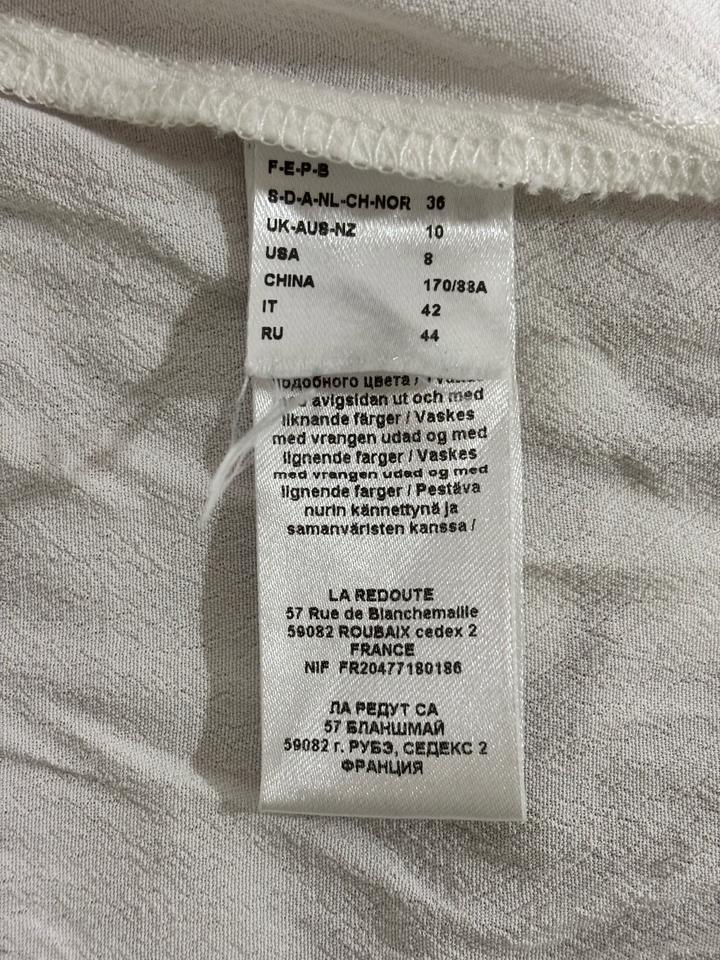 F-E-P-B
S-D-A-NL-CH-NOR 36
UK-AUS-NZ 10
USA 8
CHINA 170/88A
IT 42
RU 44
подобного цвета /
avigsidan ut och med
liknande färger / Vaskes
med vrangen udad og med
lignende farger / Vaskes
med vrangen udad og med
lignende farger / Pestävä
nurin kännettynä ja
samanväristen kanssa /
LA REDOUTE
57 Rue de Blanchemaille
59082 ROUBAIX cedex 2
FRANCE
NIF FR20477180186
ЛА РЕДУТ СА
57 БЛАНШМАЙ
59082 г. РУБЭ, СЕДЕКС 2
ФРАНЦИЯ